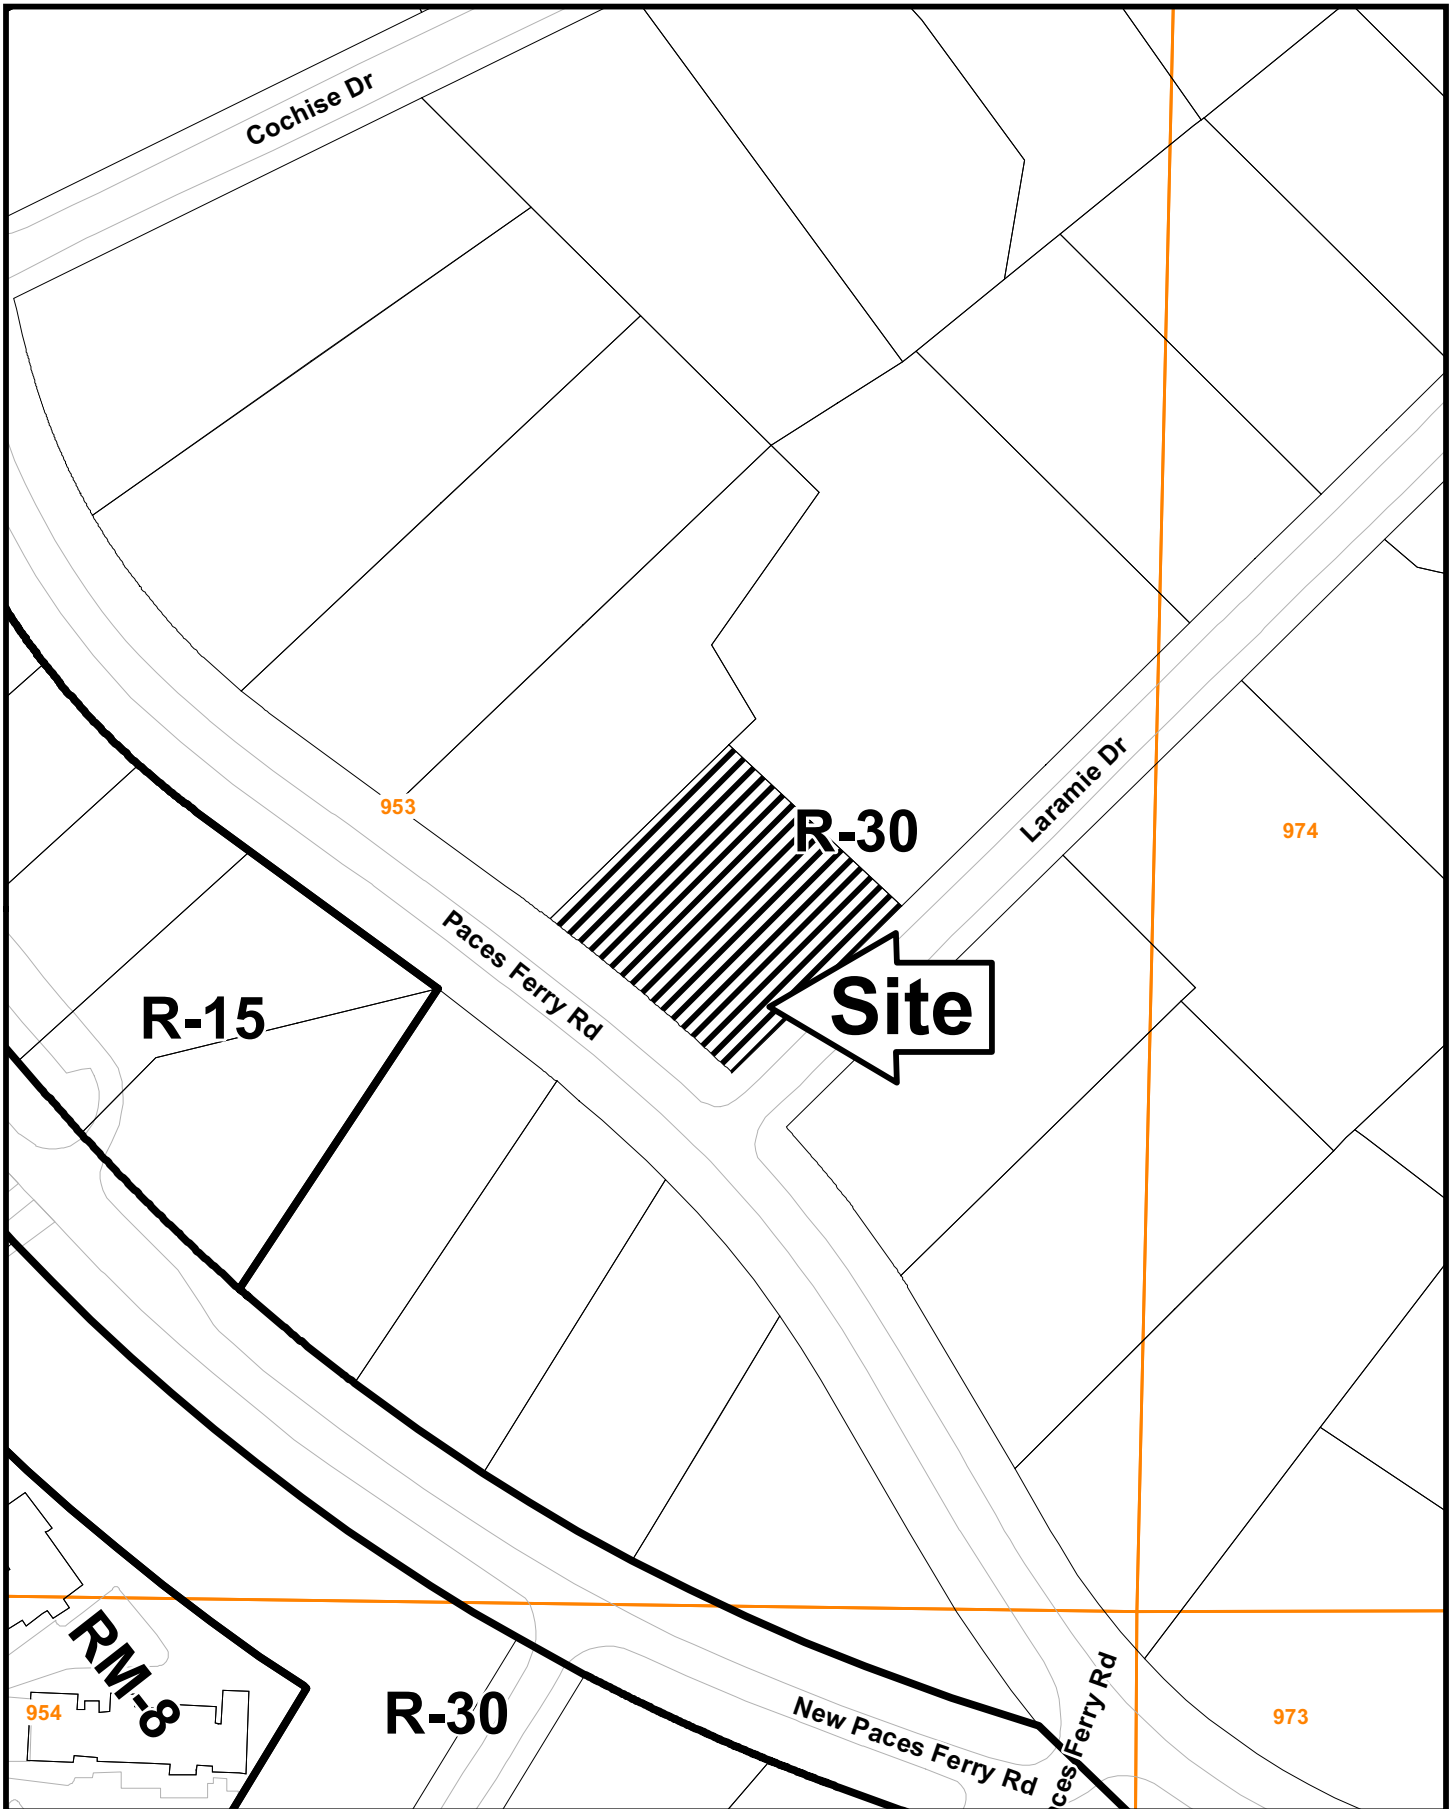 Cochise Dr
953
R-30
Laramie Dr
974
Paces Ferry Rd
Site
R-15
RM-8
954
R-30
New Paces Ferry Rd
Ferry Rd
973